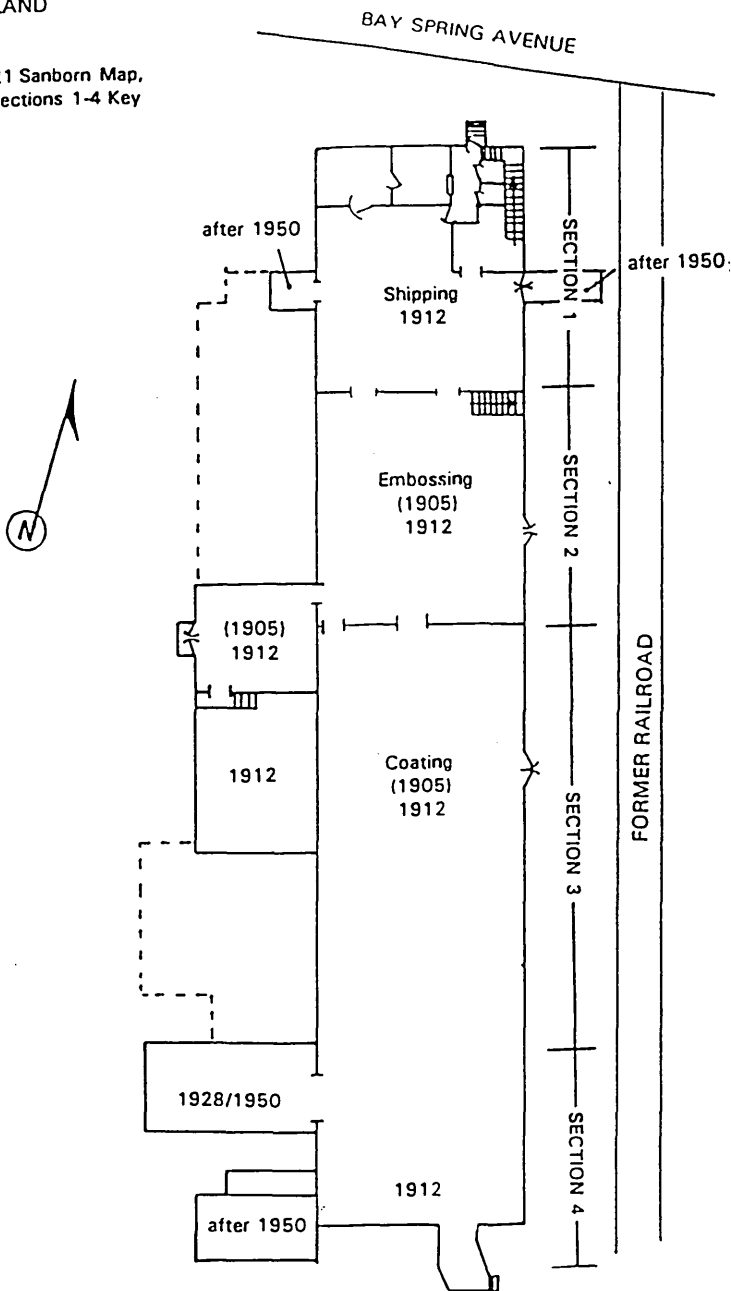 LAND
BAY SPRING AVENUE
1 Sanborn Map,
ections 1-4 Key
after 1950
SECTION 1
after 1950
Shipping
1912
N
Embossing
(1905)
1912
SECTION 2
(1905)
1912
FORMER RAILROAD
1912
Coating
(1905)
1912
SECTION 3
1928/1950
SECTION 4
1912
after 1950